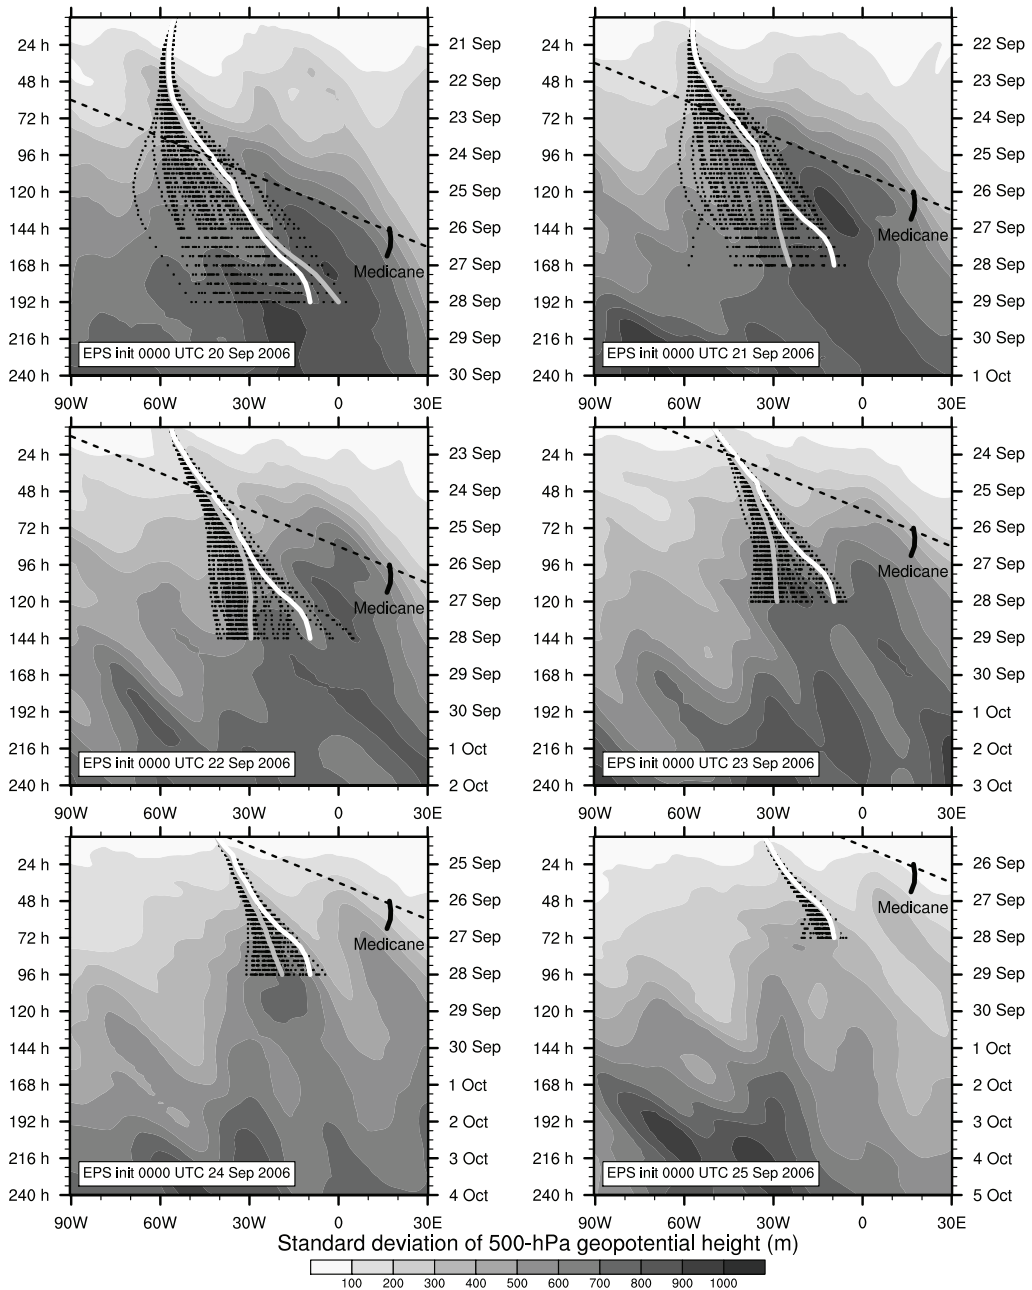 24 h
48 h
72 h
96 h
120 h
144 h
168 h
192 h
216 h
240 h
21 Sep
22 Sep
23 Sep
24 Sep
25 Sep
26 Sep
27 Sep
28 Sep
29 Sep
30 Sep
Medicane
EPS init 0000 UTC 20 Sep 2006
90W 60W 30W 0 30E
24 h
48 h
72 h
96 h
120 h
144 h
168 h
192 h
216 h
240 h
22 Sep
23 Sep
24 Sep
25 Sep
26 Sep
27 Sep
28 Sep
29 Sep
30 Sep
1 Oct
Medicane
EPS init 0000 UTC 21 Sep 2006
90W 60W 30W 0 30E
24 h
48 h
72 h
96 h
120 h
144 h
168 h
192 h
216 h
240 h
23 Sep
24 Sep
25 Sep
26 Sep
27 Sep
28 Sep
29 Sep
30 Sep
1 Oct
2 Oct
Medicane
EPS init 0000 UTC 22 Sep 2006
90W 60W 30W 0 30E
24 h
48 h
72 h
96 h
120 h
144 h
168 h
192 h
216 h
240 h
24 Sep
25 Sep
26 Sep
27 Sep
28 Sep
29 Sep
30 Sep
1 Oct
2 Oct
3 Oct
Medicane
EPS init 0000 UTC 23 Sep 2006
90W 60W 30W 0 30E
24 h
48 h
72 h
96 h
120 h
144 h
168 h
192 h
216 h
240 h
25 Sep
26 Sep
27 Sep
28 Sep
29 Sep
30 Sep
1 Oct
2 Oct
3 Oct
4 Oct
Medicane
EPS init 0000 UTC 24 Sep 2006
90W 60W 30W 0 30E
24 h
48 h
72 h
96 h
120 h
144 h
168 h
192 h
216 h
240 h
26 Sep
27 Sep
28 Sep
29 Sep
30 Sep
1 Oct
2 Oct
3 Oct
4 Oct
5 Oct
Medicane
EPS init 0000 UTC 25 Sep 2006
90W 60W 30W 0 30E
Standard deviation of 500-hPa geopotential height (m)
100 200 300 400 500 600 700 800 900 1000